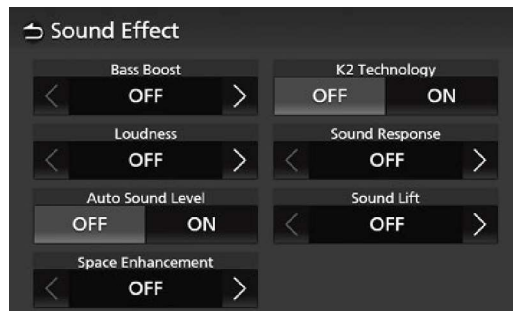 Sound Effect
Bass Boost
OFF
K2 Technology
OFF ON
Loudness
OFF
Sound Response
OFF
Auto Sound Level
OFF ON
Sound Lift
OFF
Space Enhancement
OFF